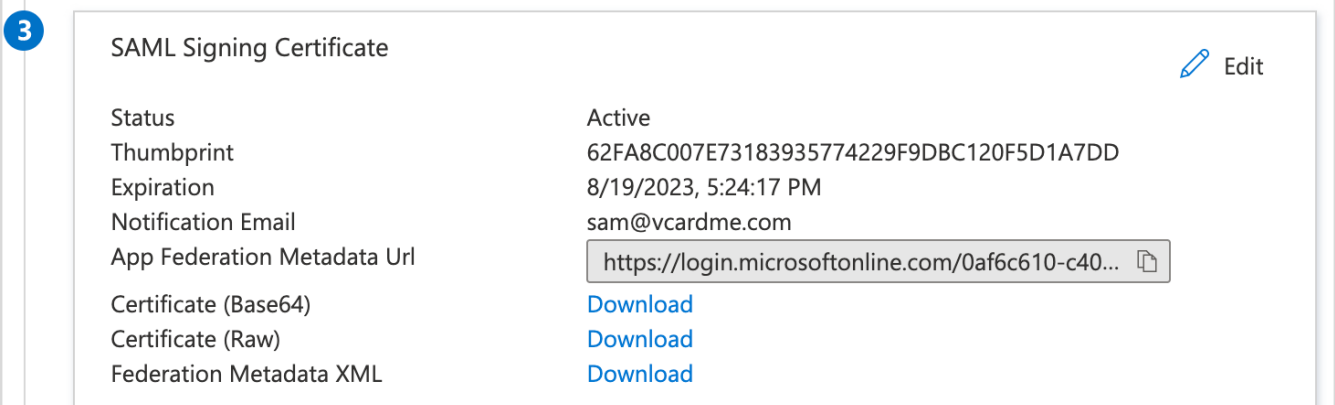 3
SAML Signing Certificate
Edit
Status Active
Thumbprint 62FA8C007E73183935774229F9DBC120F5D1A7DD
Expiration 8/19/2023, 5:24:17 PM
Notification Email sam@vcardme.com
App Federation Metadata Url https://login.microsoftonline.com/0af6c610-c40...
Certificate (Base64) Download
Certificate (Raw) Download
Federation Metadata XML Download